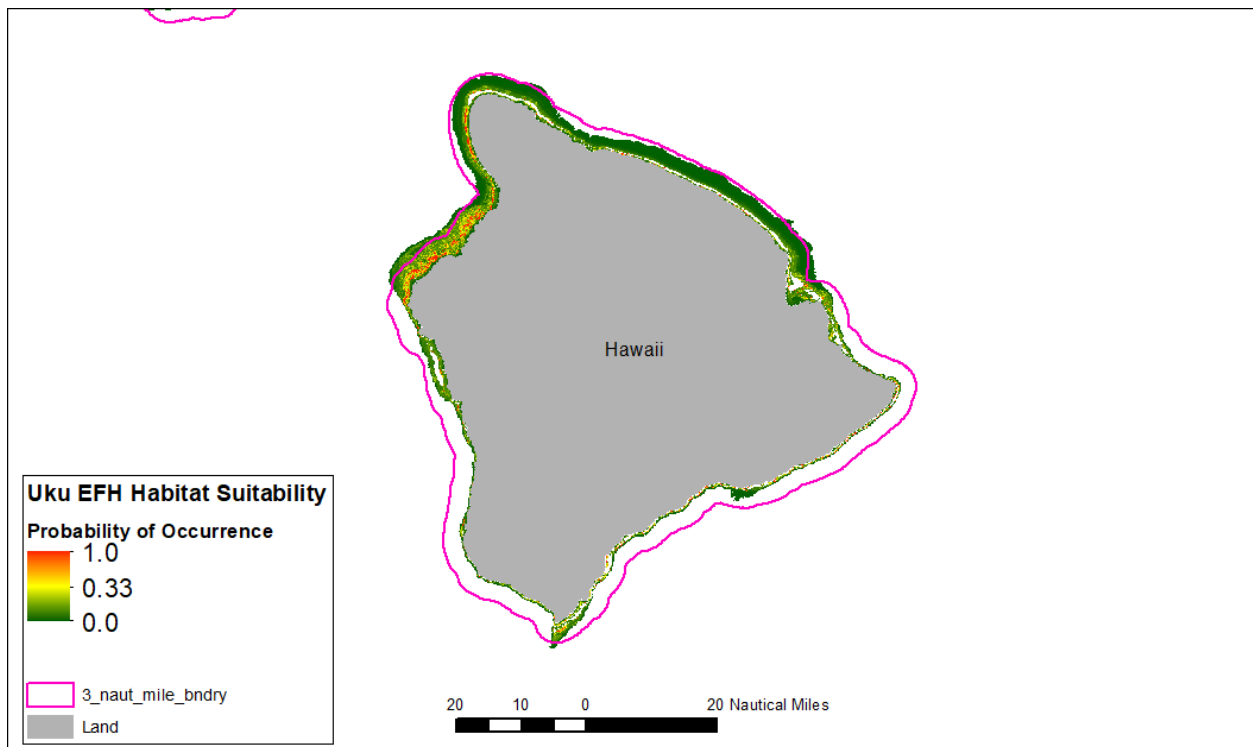 Hawaii
Uku EFH Habitat Suitability
Probability of Occurrence
1.0
0.33
0.0
3_naut_mile_bndry
Land
20 10 0 20 Nautical Miles